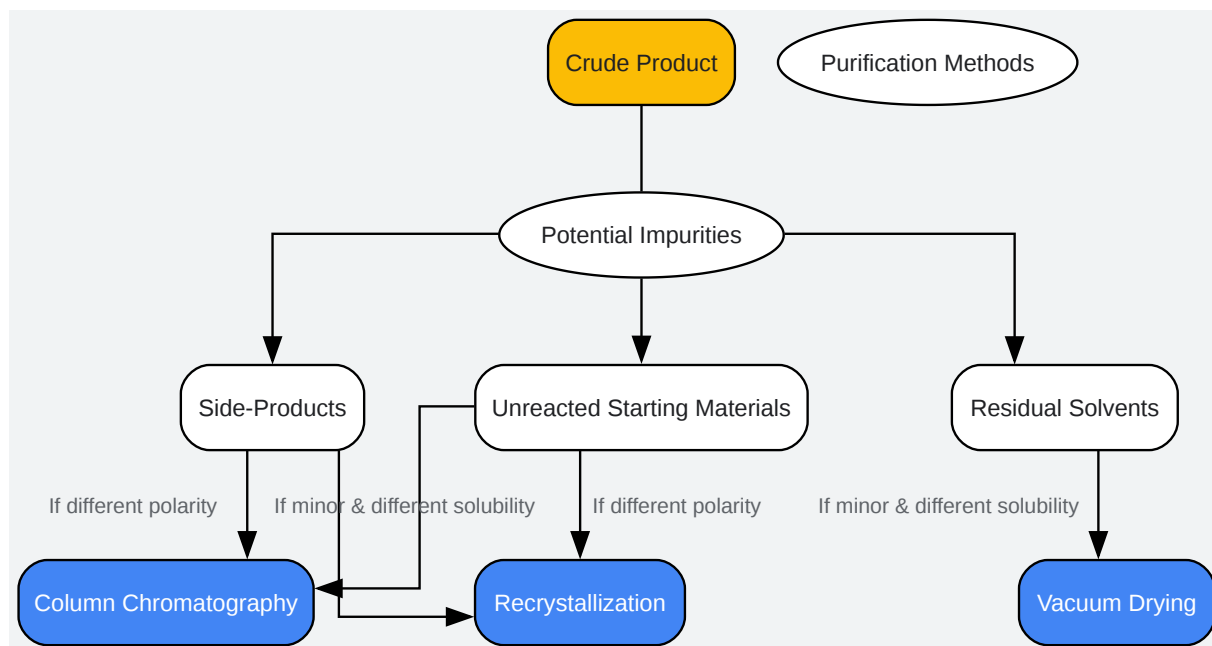 Crude Product
Purification Methods
Potential Impurities
Side-Products
Unreacted Starting Materials
Residual Solvents
If different polarity
If minor & different solubility
If different polarity
If minor & different solubility
Column Chromatography
Recrystallization
Vacuum Drying